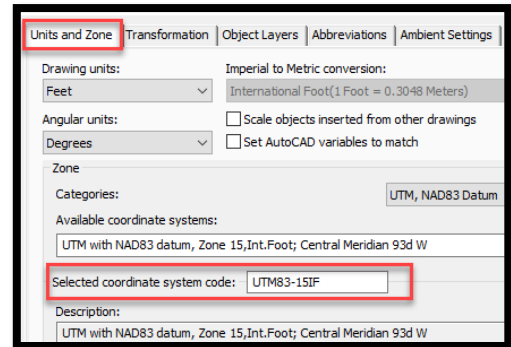 Units and Zone Transformation Object Layers Abbreviations Ambient Settings
Drawing units: Imperial to Metric conversion:
Feet International Foot(1 Foot = 0.3048 Meters)
Angular units: Scale objects inserted from other drawings
Degrees Set AutoCAD variables to match
Zone
Categories: UTM, NAD83 Datum
Available coordinate systems:
UTM with NAD83 datum, Zone 15,Int.Foot; Central Meridian 93d W
Selected coordinate system code: UTM83-15IF
Description:
UTM with NAD83 datum, Zone 15,Int.Foot; Central Meridian 93d W